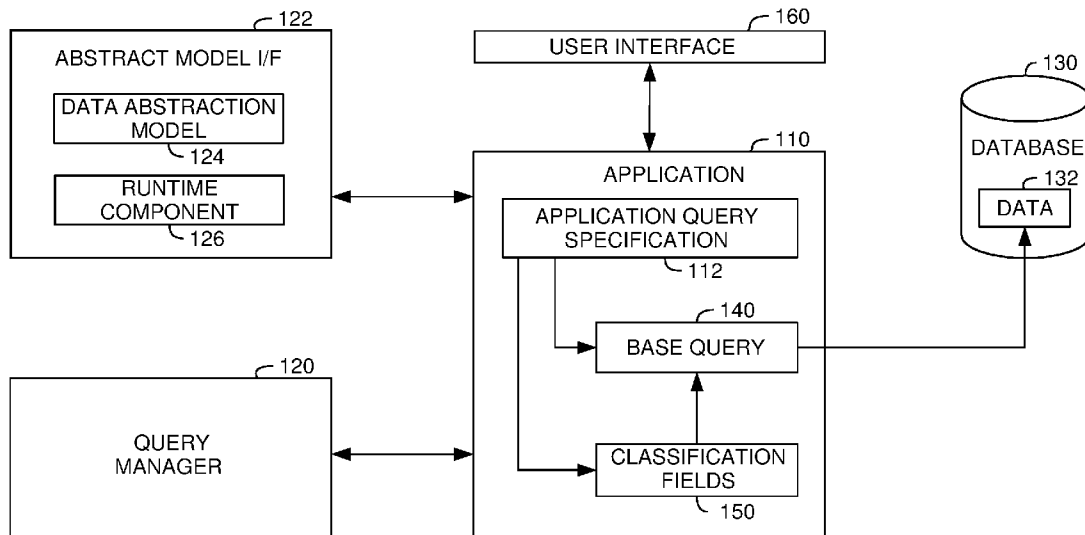 122
ABSTRACT MODEL I/F
DATA ABSTRACTION
MODEL
124
RUNTIME
COMPONENT
126
160
USER INTERFACE
110
APPLICATION
APPLICATION QUERY
SPECIFICATION
112
140
BASE QUERY
CLASSIFICATION
FIELDS
150
130
DATABASE
132
DATA
120
QUERY
MANAGER